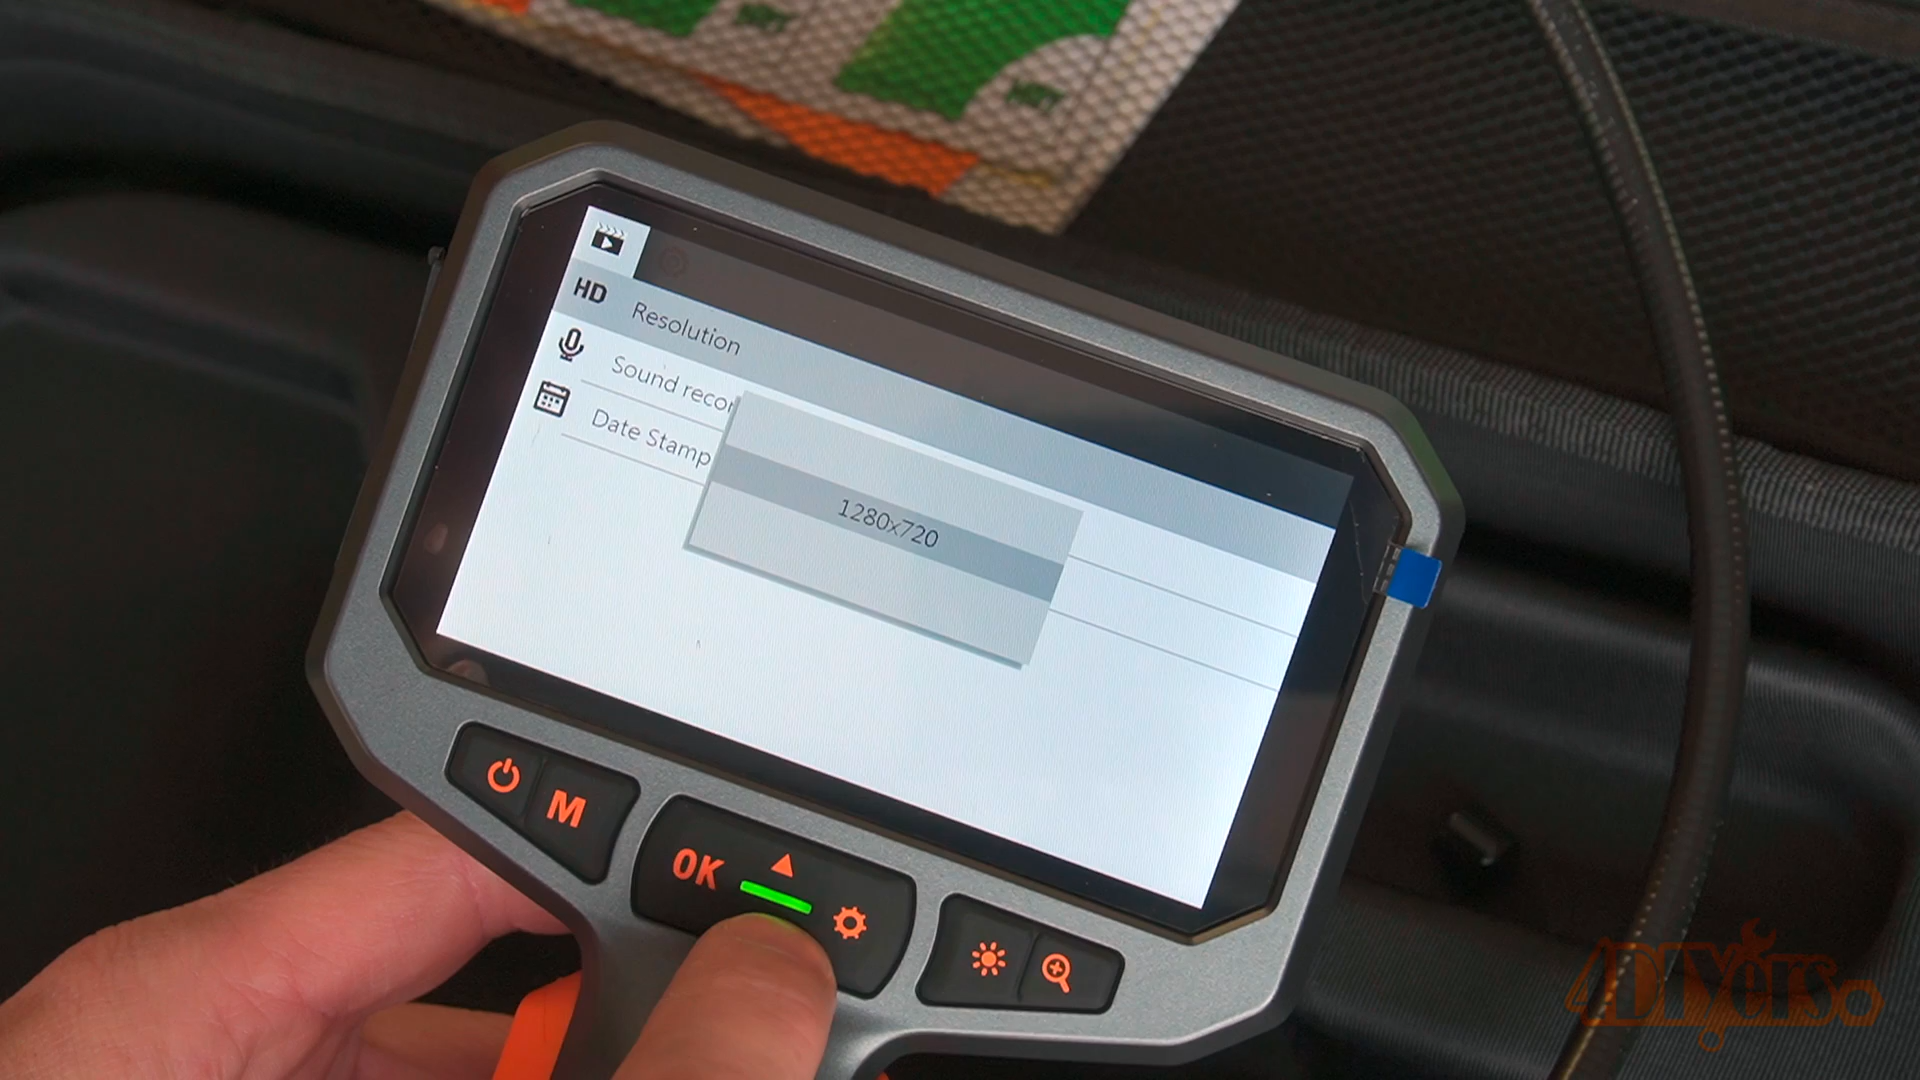 HD Resolution
Sound recor
Date Stamp
1280x720
M
OK
4DIYers